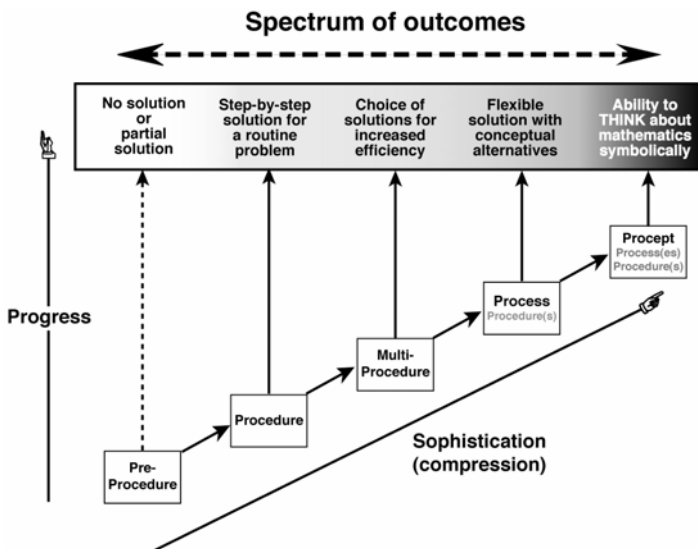 Spectrum of outcomes
No solution
or
partial
solution
Step-by-step
solution for
a routine
problem
Choice of
solutions for
increased
efficiency
Flexible
solution with
conceptual
alternatives
Ability to
THINK about
mathematics
symbolically
Procept
Process(es)
Procedure(s)
Process
Procedure(s)
Progress
Multi-
Procedure
Procedure
Sophistication
(compression)
Pre-
Procedure